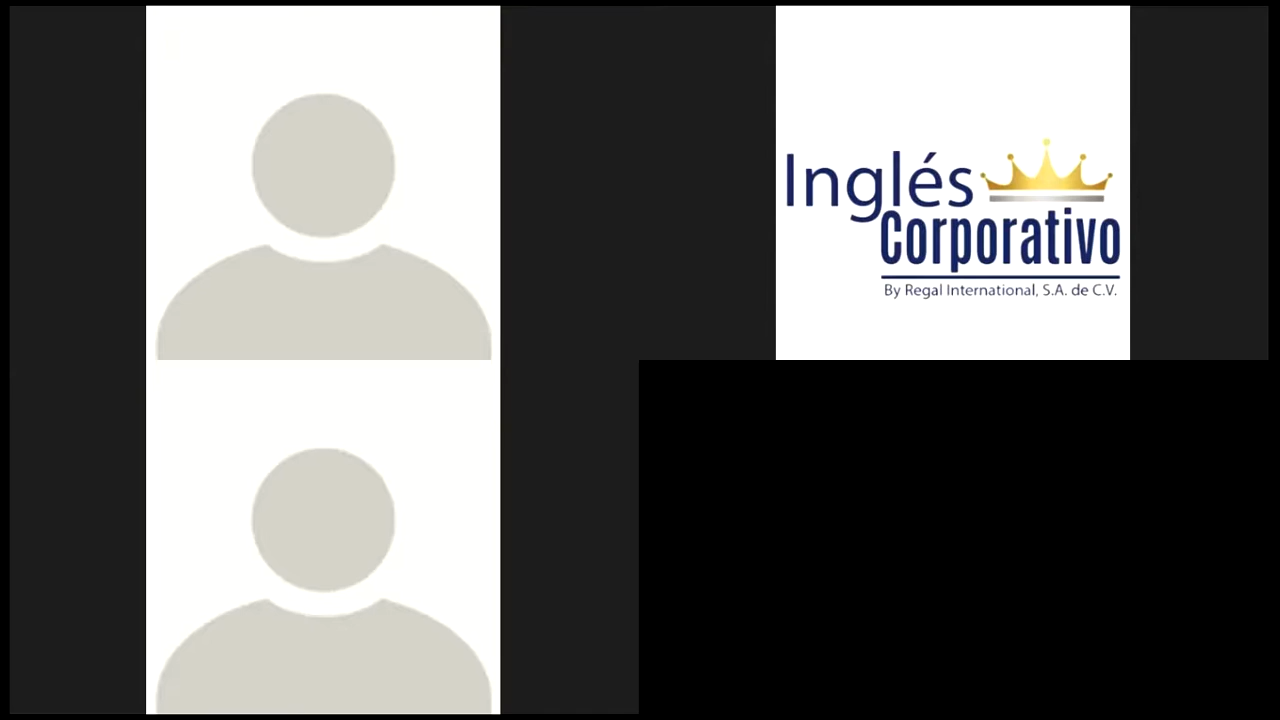 Inglés
Corporativo
By Regal International, S.A. de C.V.